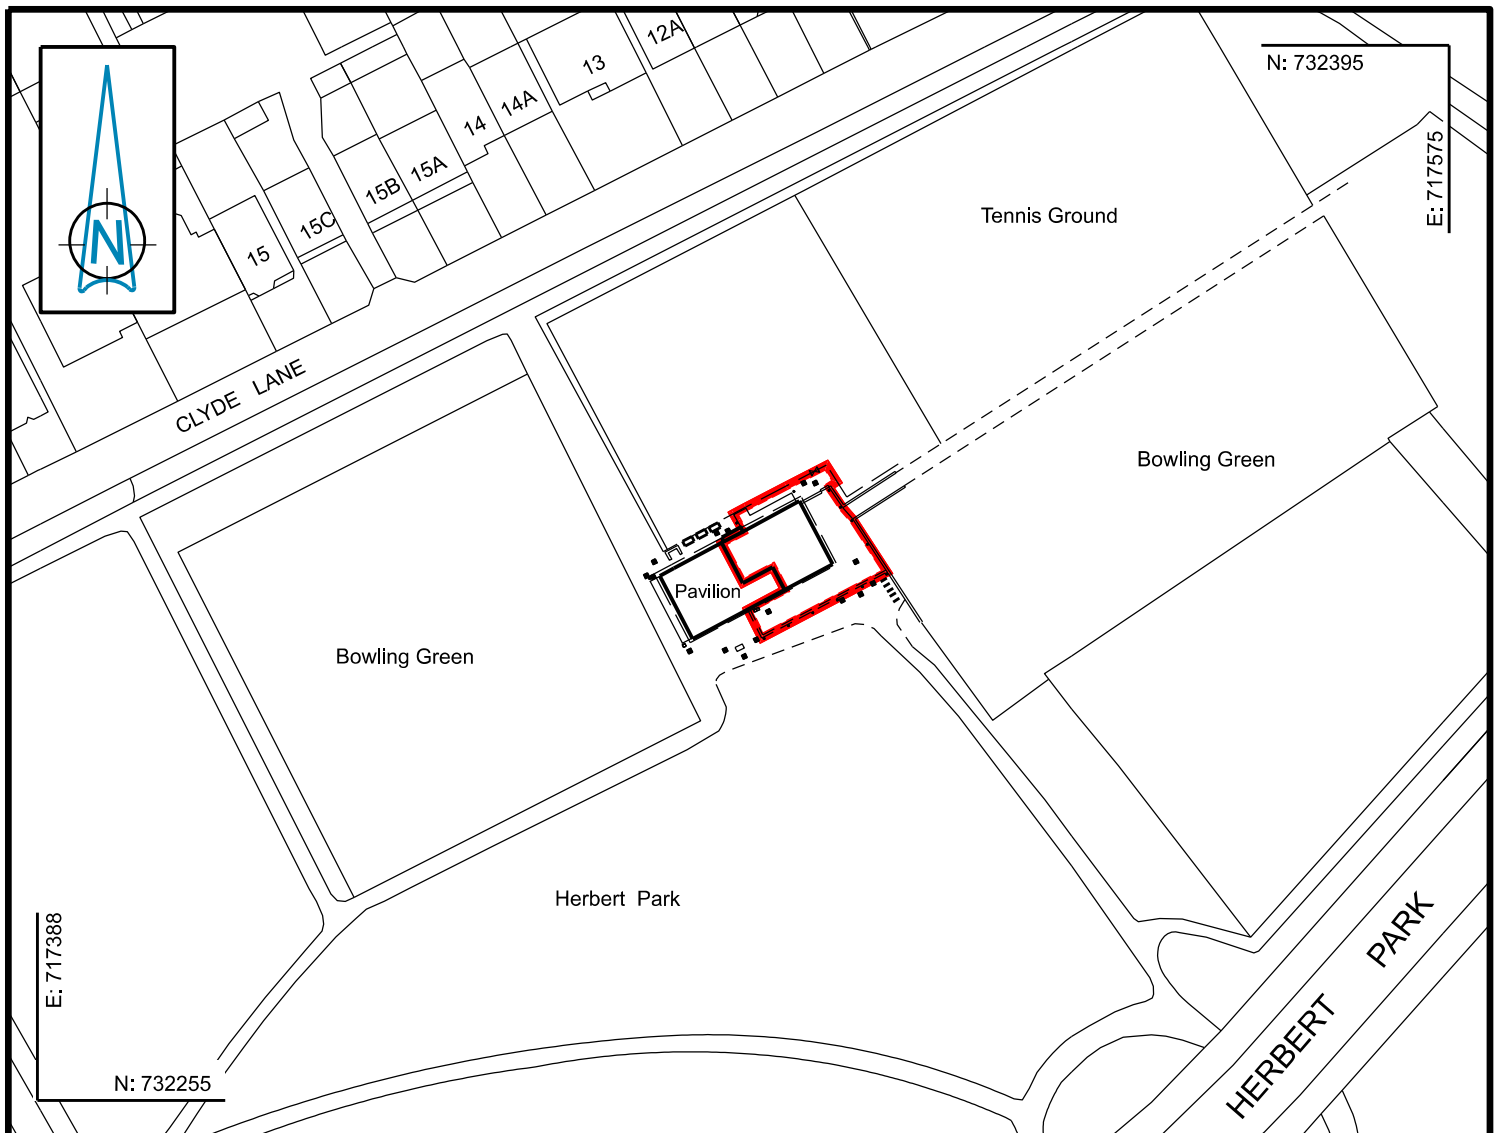 12A
13
14A
14
15A
15B
15C
15
N
N: 732395
E: 717575
Tennis Ground
CLYDE LANE
Bowling Green
Pavilion
Bowling Green
Herbert Park
HERBERT PARK
E: 717388
N: 732255